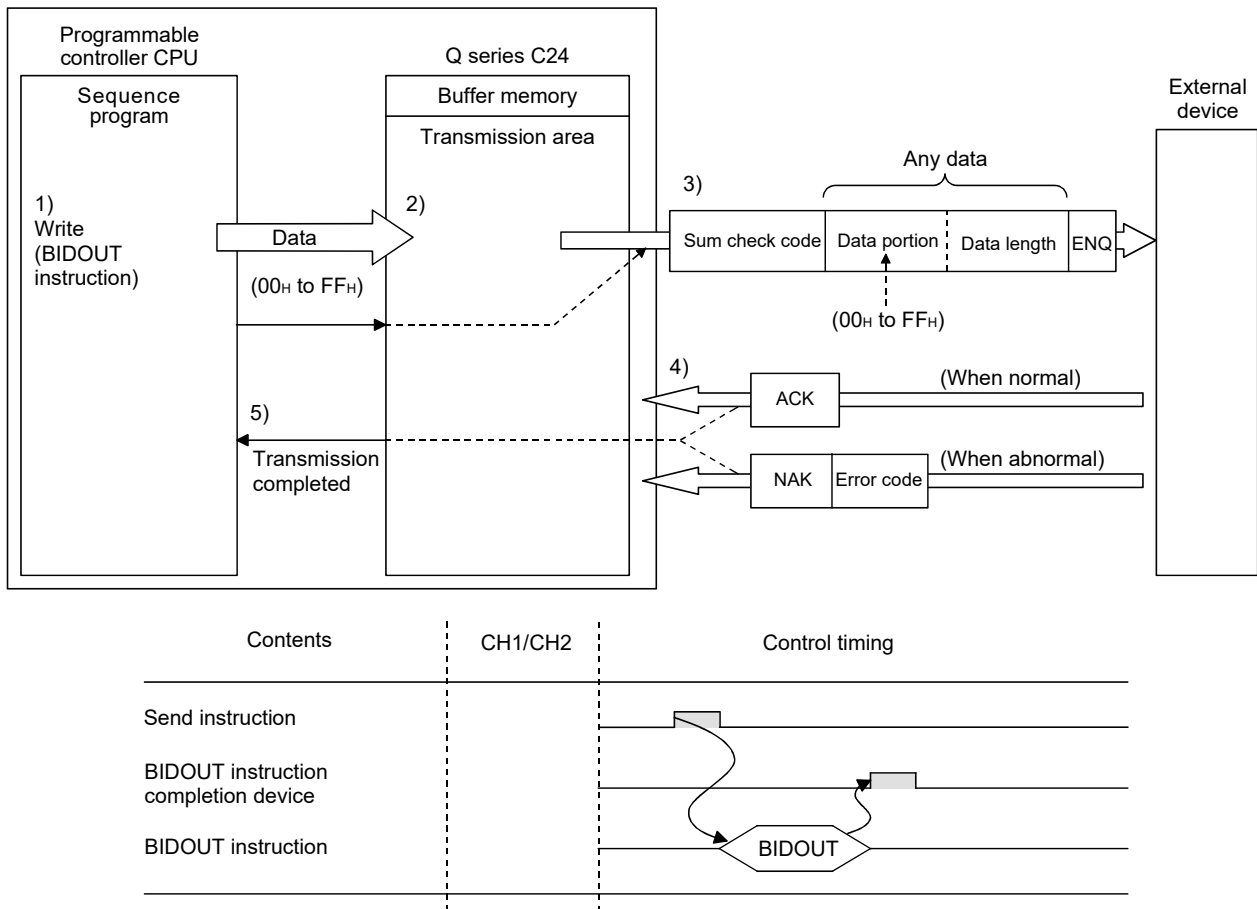 Programmable
controller CPU
Q series C24
External
device
Sequence
program
Buffer memory
Transmission area
Any data
1)
Write
(BIDOUT
instruction)
Data
(00H to FFH)
2)
3)
Sum check code
Data portion
Data length
ENQ
(00H to FFH)
4)
ACK
(When normal)
5)
Transmission
completed
NAK
Error code
(When abnormal)
Contents
CH1/CH2
Control timing
Send instruction
BIDOUT instruction
completion device
BIDOUT instruction
BIDOUT